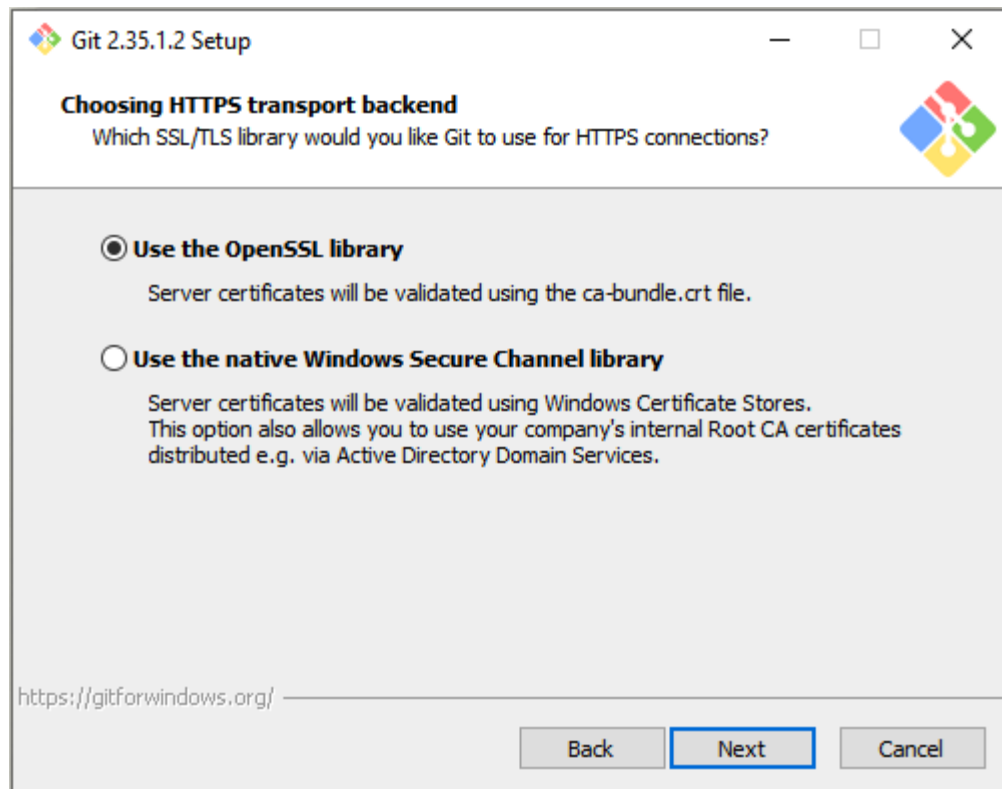 Git 2.35.1.2 Setup
Choosing HTTPS transport backend
Which SSL/TLS library would you like Git to use for HTTPS connections?
Use the OpenSSL library
Server certificates will be validated using the ca-bundle.crt file.
Use the native Windows Secure Channel library
Server certificates will be validated using Windows Certificate Stores.
This option also allows you to use your company's internal Root CA certificates
distributed e.g. via Active Directory Domain Services.
https://gitforwindows.org/
Back Next Cancel